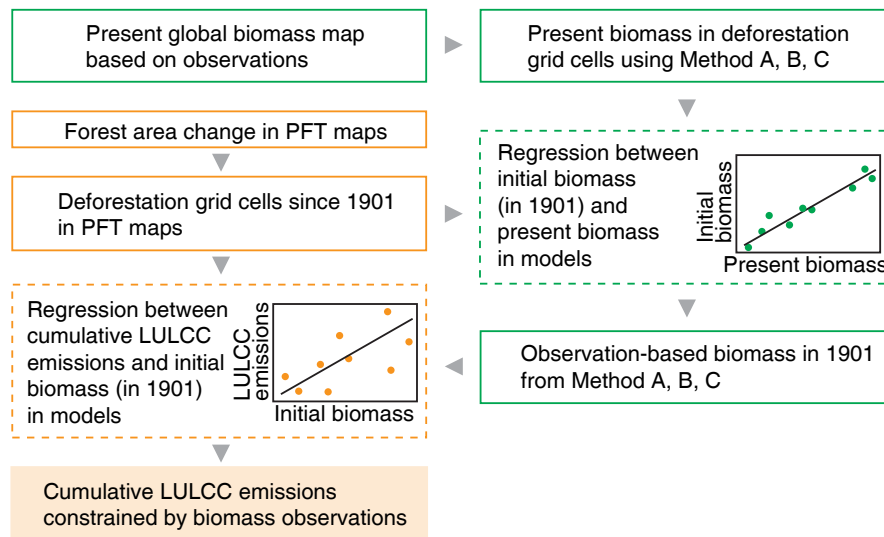 Present global biomass map
based on observations
Present biomass in deforestation
grid cells using Method A, B, C
Forest area change in PFT maps
Deforestation grid cells since 1901
in PFT maps
Regression between
initial biomass
(in 1901) and
present biomass
in models
Initial
biomass
Present biomass
Regression between
cumulative LULCC
emissions and initial
biomass (in 1901)
in models
LULCC
emissions
Initial biomass
Observation-based biomass in 1901
from Method A, B, C
Cumulative LULCC emissions
constrained by biomass observations